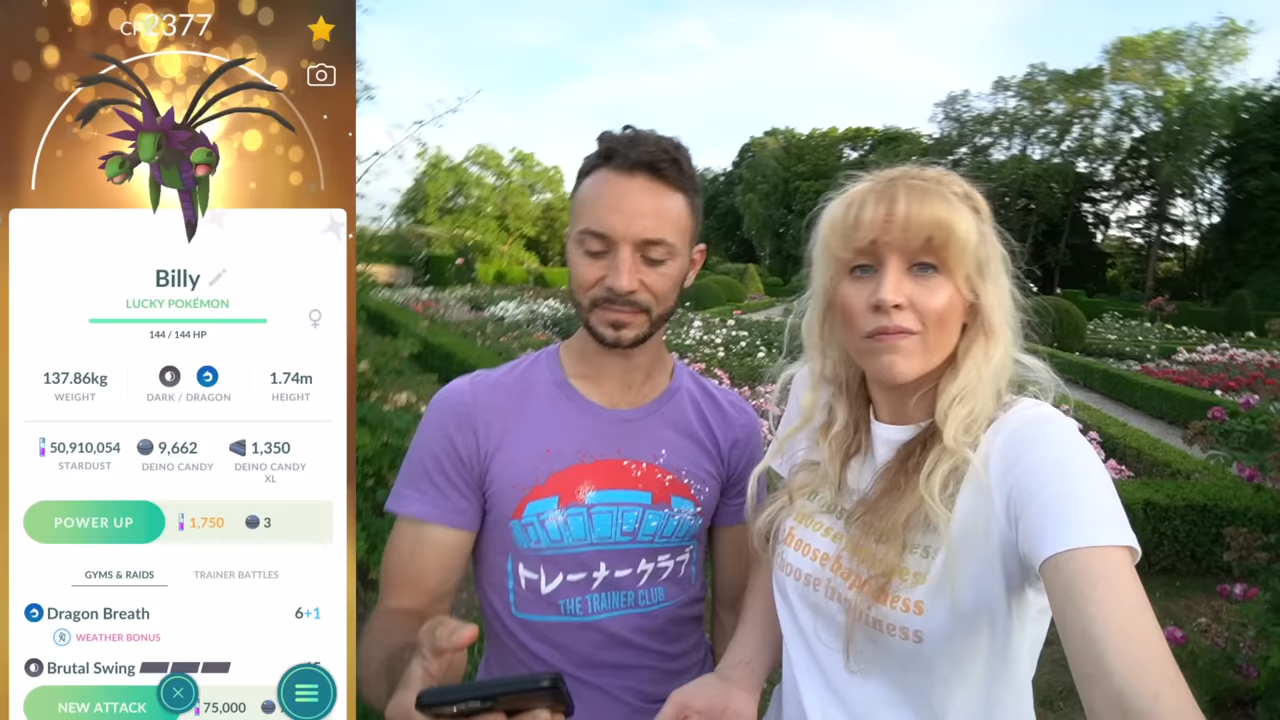 CP2377
Billy
LUCKY POKÉMON
144 / 144 HP
137.86kg
WEIGHT
DARK / DRAGON
1.74m
HEIGHT
50,910,054
STARDUST
9,662
DEINO CANDY
1,350
DEINO CANDY
XL
POWER UP
1,750
3
GYMS & RAIDS
TRAINER BATTLES
Dragon Breath
6+1
WEATHER BONUS
Brutal Swing
NEW ATTACK
75,000
トレーナークラブ
THE TRAINER CLUB
choose happiness
choose happiness
choose happiness
choose happiness